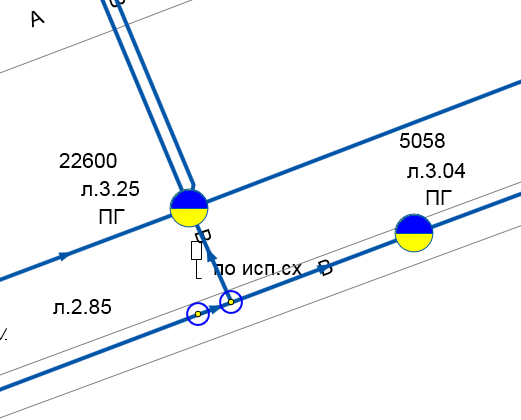 А
В
5058
22600
л.3.04
л.3.25
ПГ
ПГ
В
по исп.сх
В
л.2.85